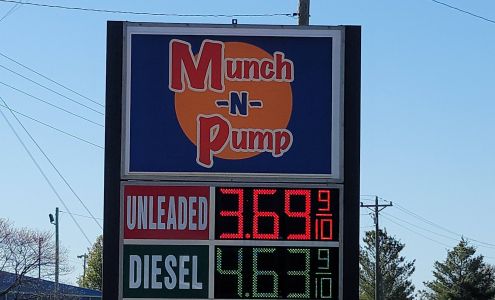 Munch
-N-
Pump
UNLEADED 3.69 9/10
DIESEL 4.63 9/10